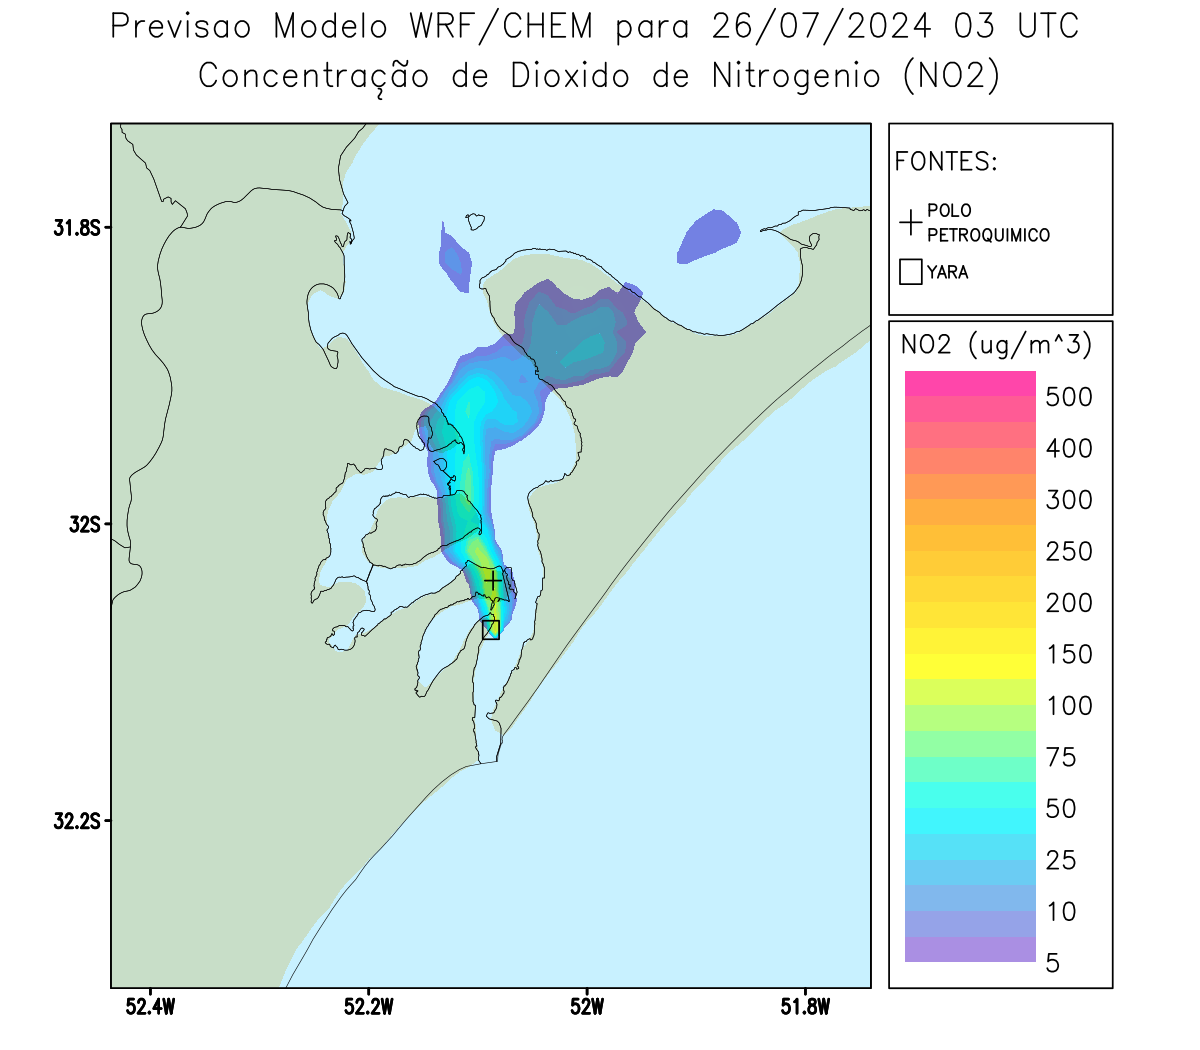 Previsao Modelo WRF/CHEM para 26/07/2024 03 UTC
Concentração de Dioxido de Nitrogenio (NO2)
FONTES:
POLO
PETROQUIMICO
YARA
NO2 (ug/m^3)
500
400
300
250
200
150
100
75
50
25
10
5
31.8S
32S
32.2S
52.4W
52.2W
52W
51.8W